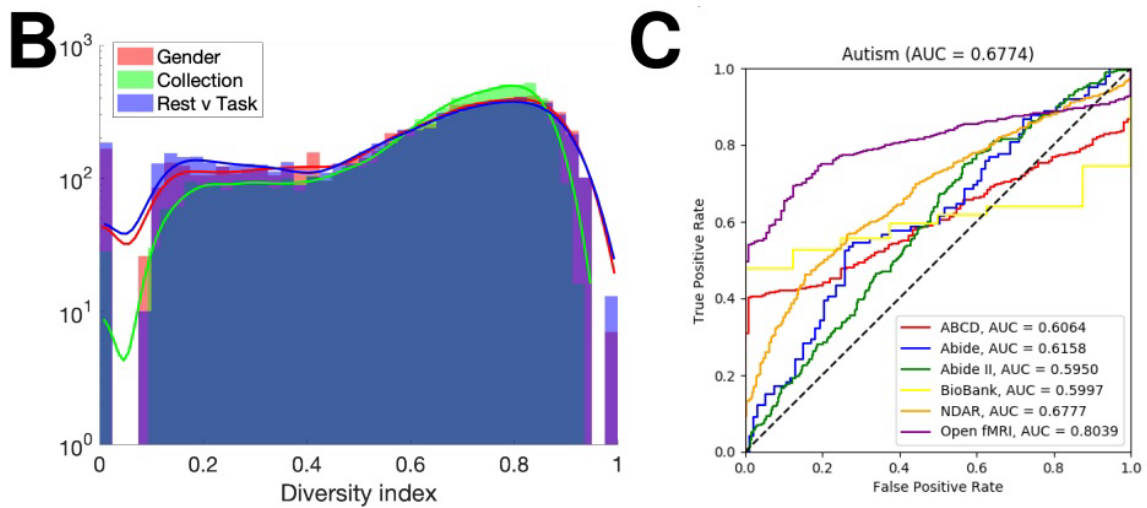 B
10³
10²
10¹
10⁰
Gender
Collection
Rest v Task
0
0.2
0.4
0.6
0.8
1
Diversity index
C
Autism (AUC = 0.6774)
1.0
0.8
0.6
0.4
0.2
0.0
True Positive Rate
ABCD, AUC = 0.6064
Abide, AUC = 0.6158
Abide II, AUC = 0.5950
BioBank, AUC = 0.5997
NDAR, AUC = 0.6777
Open fMRI, AUC = 0.8039
0.0
0.2
0.4
0.6
0.8
1.0
False Positive Rate